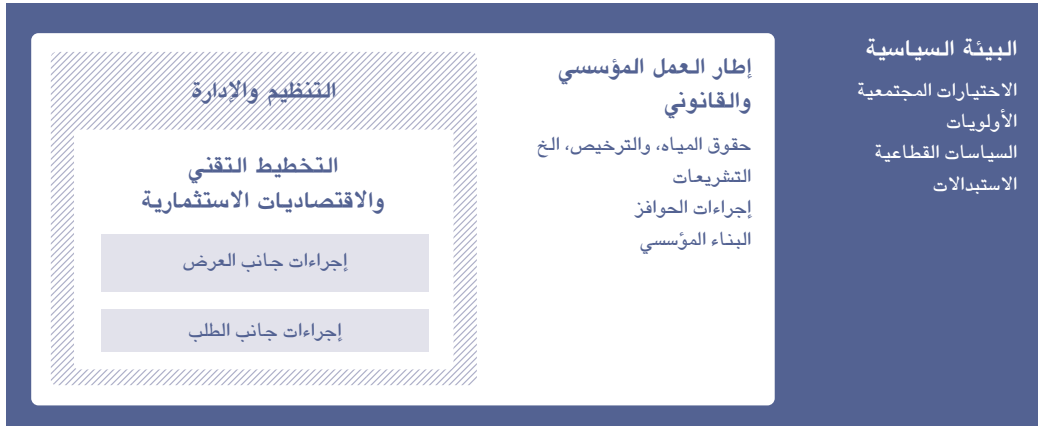 البيئة السياسية
الاختيارات المجتمعية
الأولويات
السياسات القطاعية
الاستبدالات
إطار العمل المؤسسي
والقانوني
حقوق المياه، والترخيص، الخ
التشريعات
إجراءات الحوافز
البناء المؤسسي
التنظيم والإدارة
التخطيط التقني
والاقتصاديات الاستثمارية
إجراءات جانب العرض
إجراءات جانب الطلب